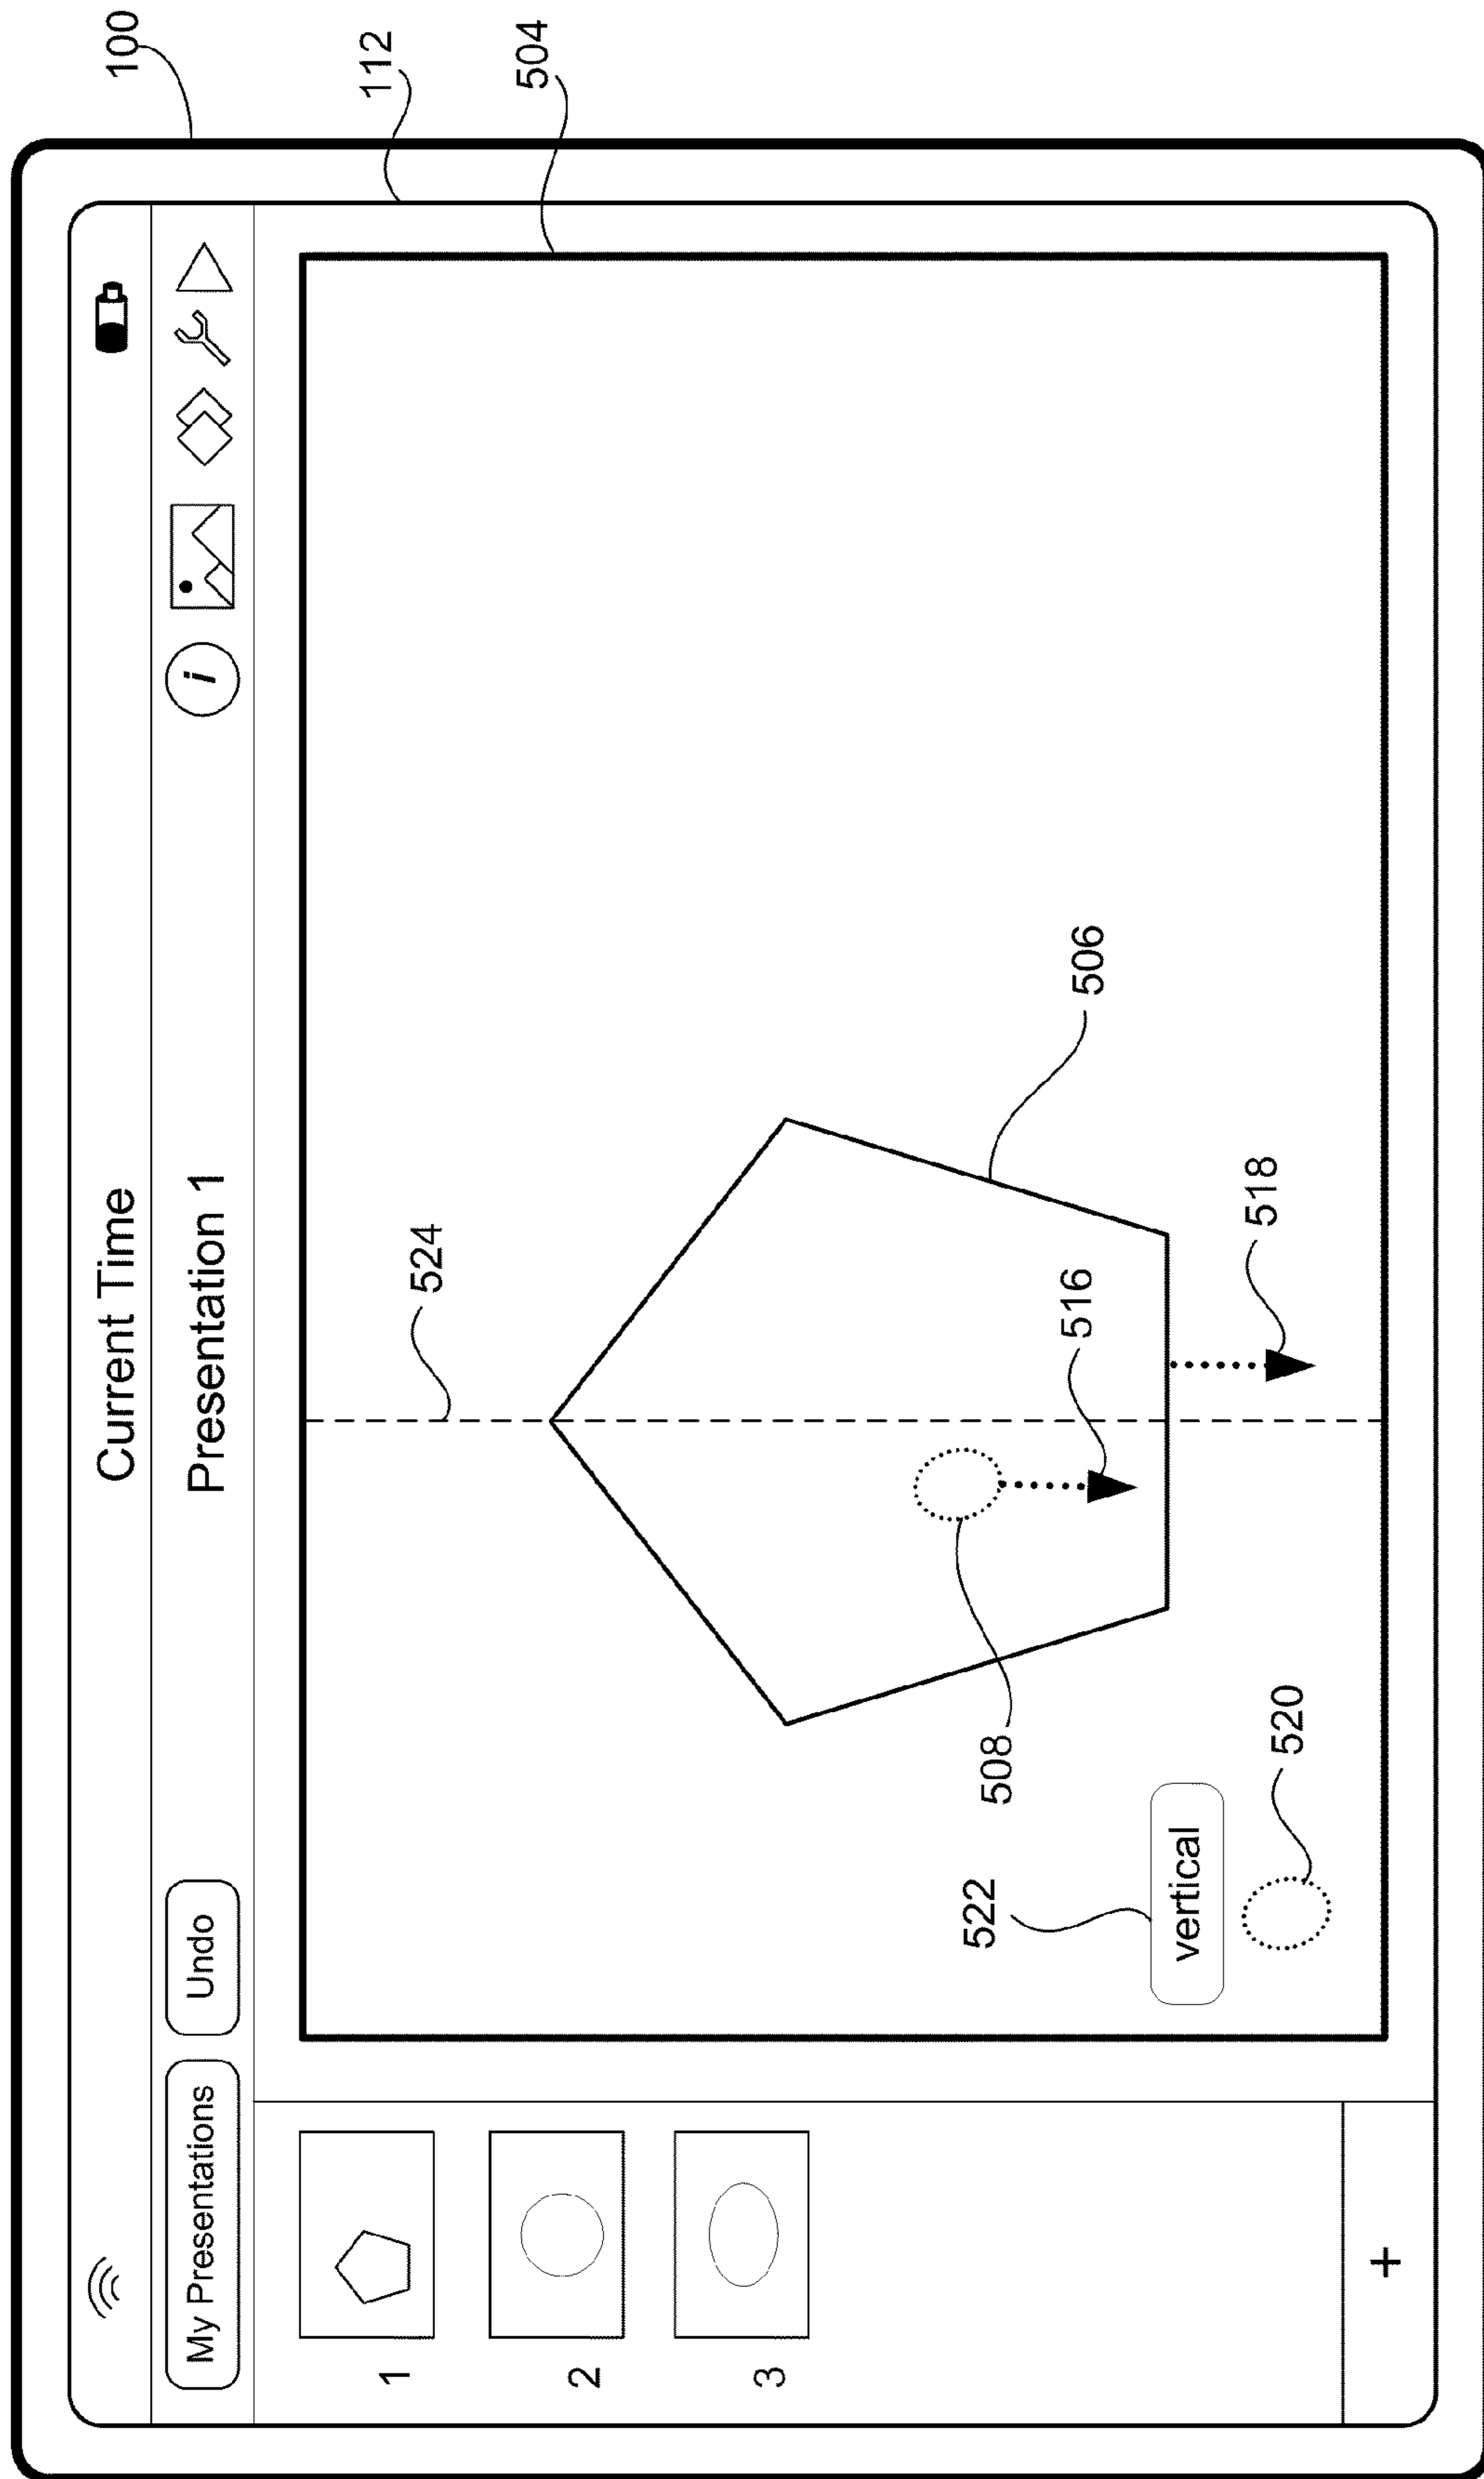 100
Current Time
112
Presentation 1
My Presentations
Undo
i
504
524
1
2
3
506
508
516
518
522
vertical
520
+